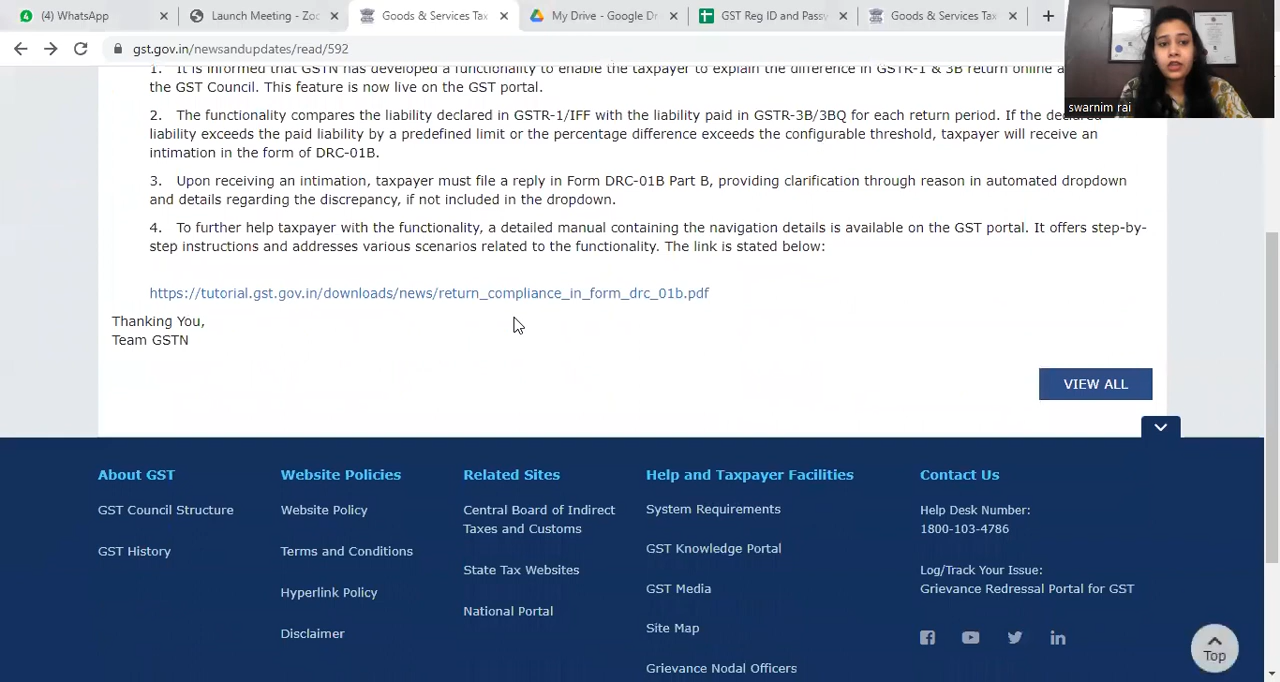 (4) WhatsApp
Launch Meeting - Zoo
Goods & Services Tax
My Drive - Google Dr
GST Reg ID and Passw
Goods & Services Tax
gst.gov.in/newsandupdates/read/592
swarnim rai
1. It is informed that GSTN has developed a functionality to enable the taxpayer to explain the difference in GSTR-1 & 3B return online a
the GST Council. This feature is now live on the GST portal.
2. The functionality compares the liability declared in GSTR-1/IFF with the liability paid in GSTR-3B/3BQ for each return period. If the declared
liability exceeds the paid liability by a predefined limit or the percentage difference exceeds the configurable threshold, taxpayer will receive an
intimation in the form of DRC-01B.
3. Upon receiving an intimation, taxpayer must file a reply in Form DRC-01B Part B, providing clarification through reason in automated dropdown
and details regarding the discrepancy, if not included in the dropdown.
4. To further help taxpayer with the functionality, a detailed manual containing the navigation details is available on the GST portal. It offers step-by-
step instructions and addresses various scenarios related to the functionality. The link is stated below:
https://tutorial.gst.gov.in/downloads/news/return_compliance_in_form_drc_01b.pdf
Thanking You,
Team GSTN
VIEW ALL
About GST
GST Council Structure
GST History
Website Policies
Website Policy
Terms and Conditions
Hyperlink Policy
Disclaimer
Related Sites
Central Board of Indirect
Taxes and Customs
State Tax Websites
National Portal
Help and Taxpayer Facilities
System Requirements
GST Knowledge Portal
GST Media
Site Map
Grievance Nodal Officers
Contact Us
Help Desk Number:
1800-103-4786
Log/Track Your Issue:
Grievance Redressal Portal for GST
Top